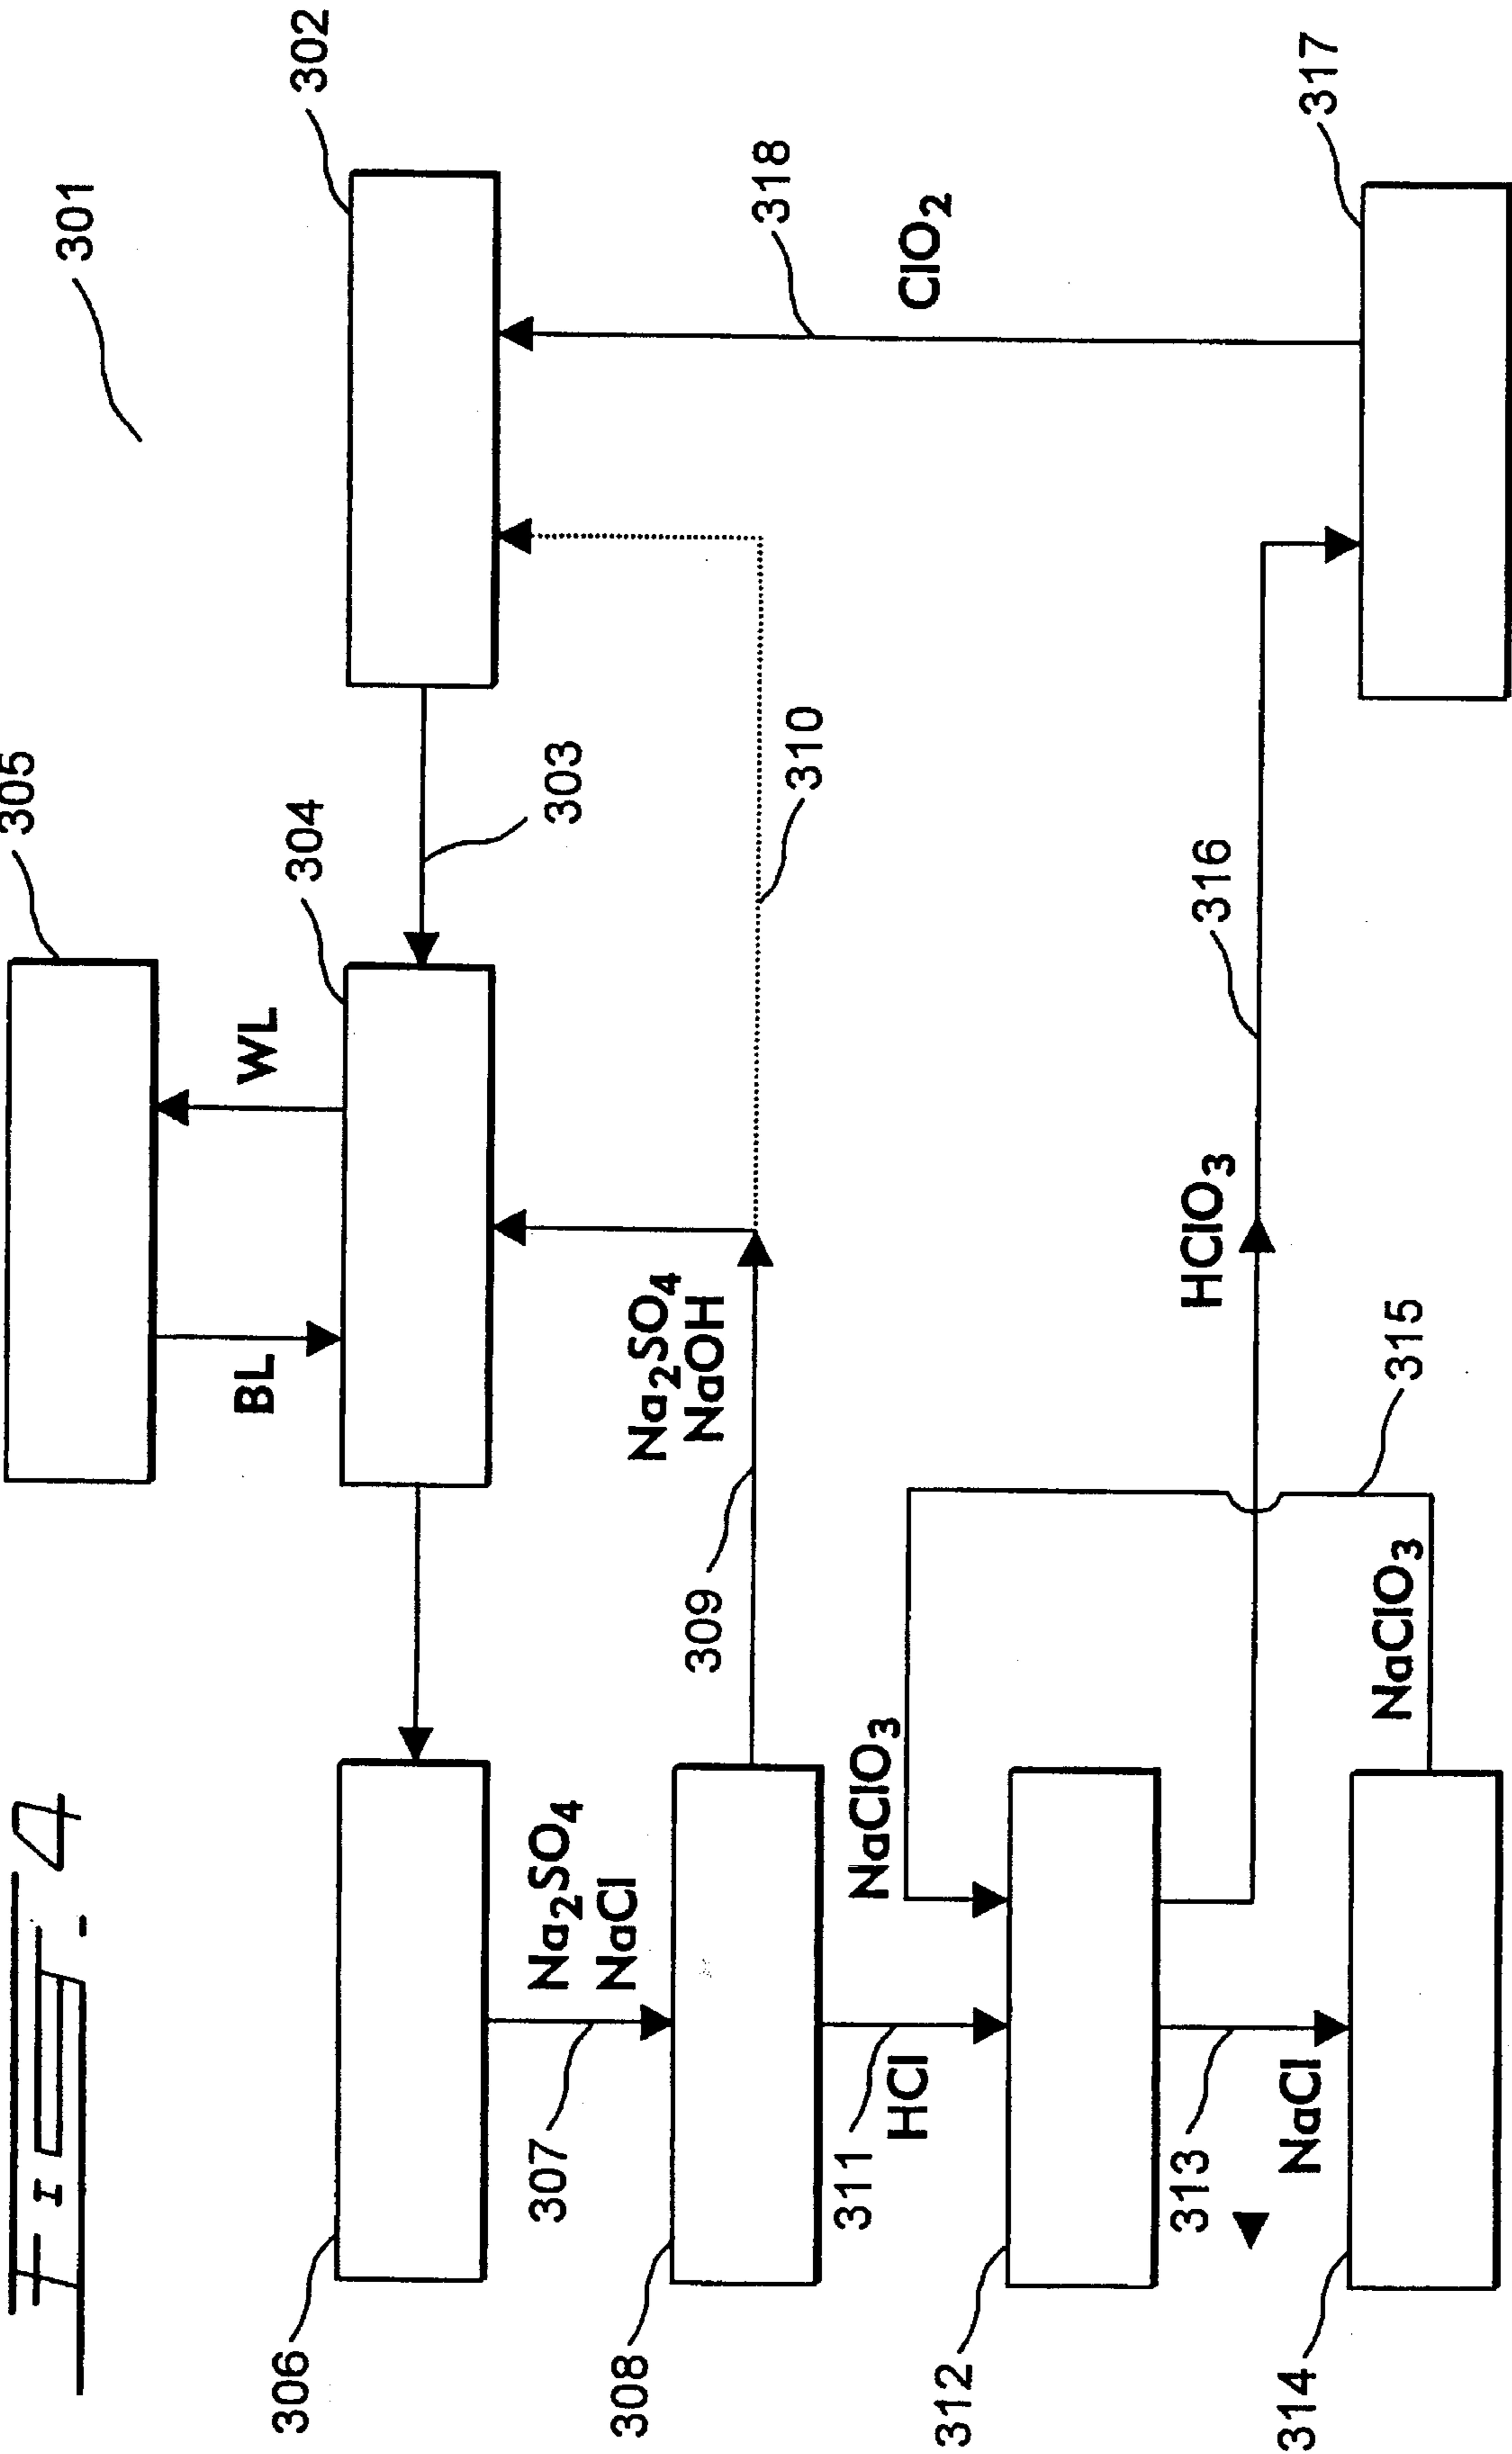 FIG. 4
301
302
305
304
BL
WL
303
306
307
Na2SO4
NaCl
308
309
Na2SO4
NaOH
310
318
ClO2
311
HCl
NaClO3
312
HClO3
316
317
313
NaCl
315
314
NaClO3